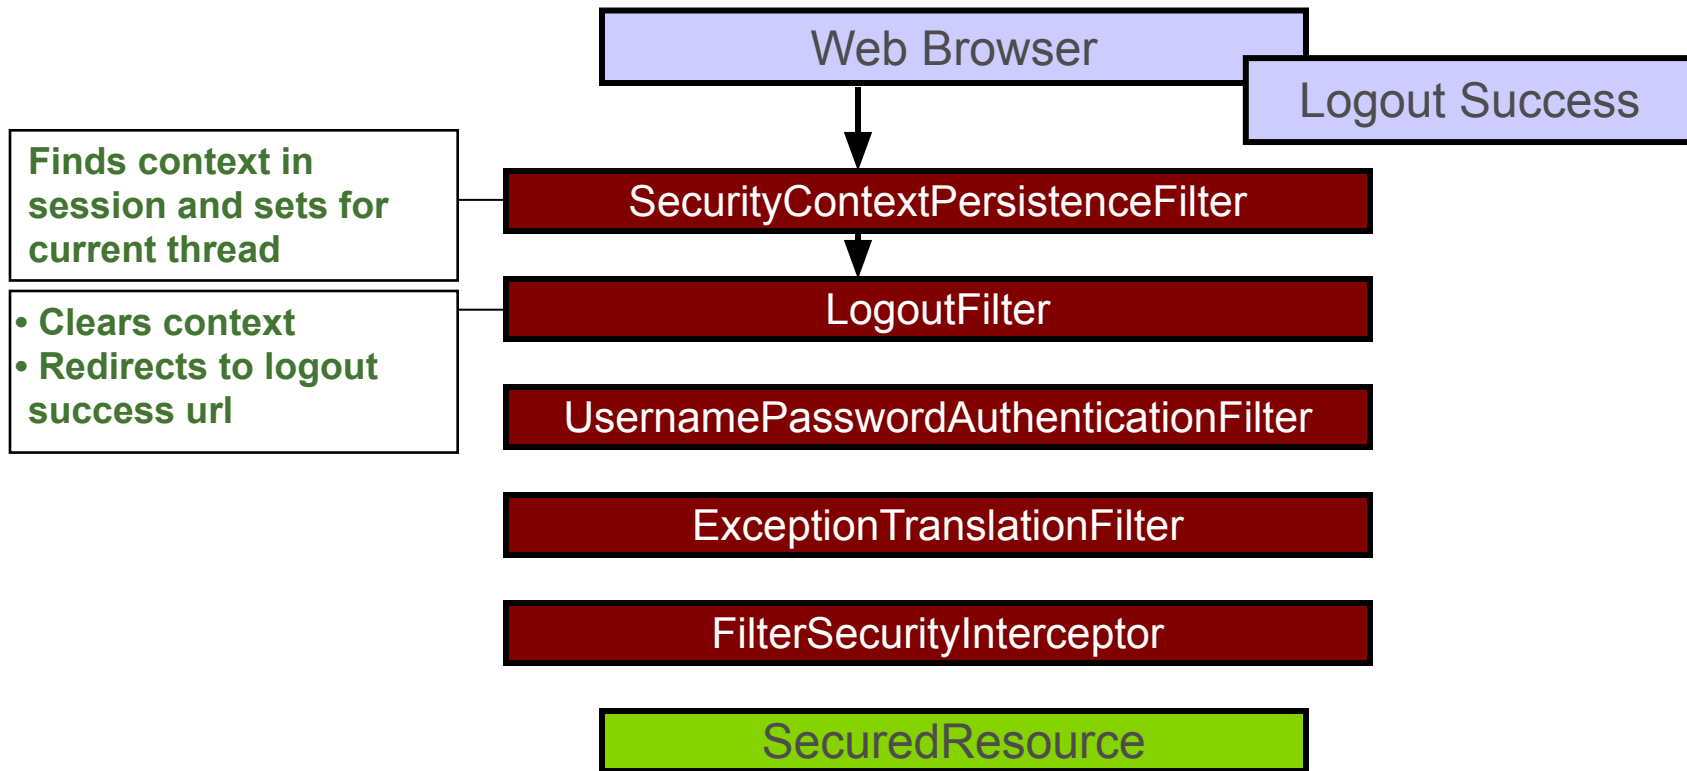 Web Browser
Logout Success
Finds context in
session and sets for
current thread
SecurityContextPersistenceFilter
• Clears context
• Redirects to logout
success url
LogoutFilter
UsernamePasswordAuthenticationFilter
ExceptionTranslationFilter
FilterSecurityInterceptor
SecuredResource